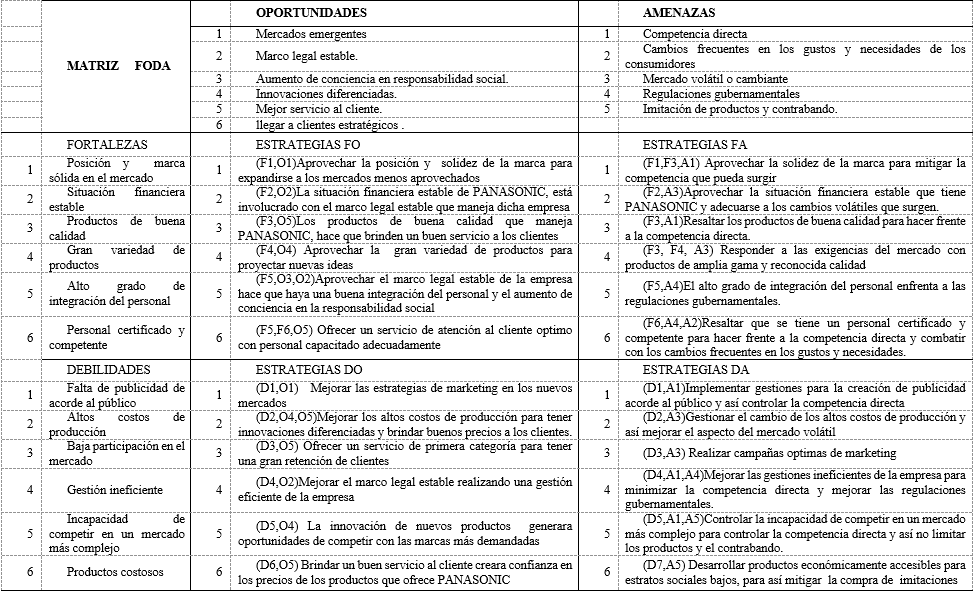 OPORTUNIDADES
AMENAZAS
MATRIZ FODA
1 Mercados emergentes
1 Competencia directa
2 Marco legal estable.
2 Cambios frecuentes en los gustos y necesidades de los
consumidores
3 Aumento de conciencia en responsabilidad social.
3 Mercado volátil o cambiante
4 Innovaciones diferenciadas.
4 Regulaciones gubernamentales
5 Mejor servicio al cliente.
5 Imitación de productos y contrabando.
6 llegar a clientes estratégicos .
FORTALEZAS
ESTRATEGIAS FO
ESTRATEGIAS FA
1 Posición y marca
sólida en el mercado
1 (F1,O1)Aprovechar la posición y solidez de la marca para
expandirse a los mercados menos aprovechados
1 (F1,F3,A1) Aprovechar la solidez de la marca para mitigar la
competencia que pueda surgir
2 Situación financiera
estable
2 (F2,O2)La situación financiera estable de PANASONIC, está
involucrado con el marco legal estable que maneja dicha empresa
2 (F2,A3)Aprovechar la situación financiera estable que tiene
PANASONIC y adecuarse a los cambios volátiles que surgen.
3 Productos de buena
calidad
3 (F3,O5)Los productos de buena calidad que maneja
PANASONIC, hace que brinden un buen servicio a los clientes
3 (F3,A1)Resaltar los productos de buena calidad para hacer frente
a la competencia directa.
4 Gran variedad de
productos
4 (F4,O4) Aprovechar la gran variedad de productos para
proyectar nuevas ideas
4 (F3, F4, A3) Responder a las exigencias del mercado con
productos de amplia gama y reconocida calidad
5 Alto grado de
integración del personal
5 (F5,O3,O2)Aprovechar el marco legal estable de la empresa
hace que haya una buena integración del personal y el aumento de
conciencia en la responsabilidad social
5 (F5,A4)El alto grado de integración del personal enfrenta a las
regulaciones gubernamentales.
6 Personal certificado y
competente
6 (F5,F6,O5) Ofrecer un servicio de atención al cliente optimo
con personal capacitado adecuadamente
6 (F6,A4,A2)Resaltar que se tiene un personal certificado y
competente para hacer frente a la competencia directa y combatir
con los cambios frecuentes en los gustos y necesidades.
DEBILIDADES
ESTRATEGIAS DO
ESTRATEGIAS DA
1 Falta de publicidad de
acorde al público
1 (D1,O1) Mejorar las estrategias de marketing en los nuevos
mercados
1 (D1,A1)Implementar gestiones para la creación de publicidad
acorde al público y así controlar la competencia directa
2 Altos costos de
producción
2 (D2,O4,O5)Mejorar los altos costos de producción para tener
innovaciones diferenciadas y brindar buenos precios a los clientes.
2 (D2,A3)Gestionar el cambio de los altos costos de producción y
así mejorar el aspecto del mercado volátil
3 Baja participación en el
mercado
3 (D3,O5) Ofrecer un servicio de primera categoría para tener
una gran retención de clientes
3 (D3,A3) Realizar campañas optimas de marketing
4 Gestión ineficiente
4 (D4,O2)Mejorar el marco legal estable realizando una gestión
eficiente de la empresa
4 (D4,A1,A4)Mejorar las gestiones ineficientes de la empresa para
minimizar la competencia directa y mejorar las regulaciones
gubernamentales.
5 Incapacidad de
competir en un mercado
más complejo
5 (D5,O4) La innovación de nuevos productos generara
oportunidades de competir con las marcas más demandadas
5 (D5,A1,A5)Controlar la incapacidad de competir en un mercado
más complejo para controlar la competencia directa y así no limitar
los productos y el contrabando.
6 Productos costosos
6 (D6,O5) Brindar un buen servicio al cliente creara confianza en
los precios de los productos que ofrece PANASONIC
6 (D7,A5) Desarrollar productos económicamente accesibles para
estratos sociales bajos, para así mitigar la compra de imitaciones